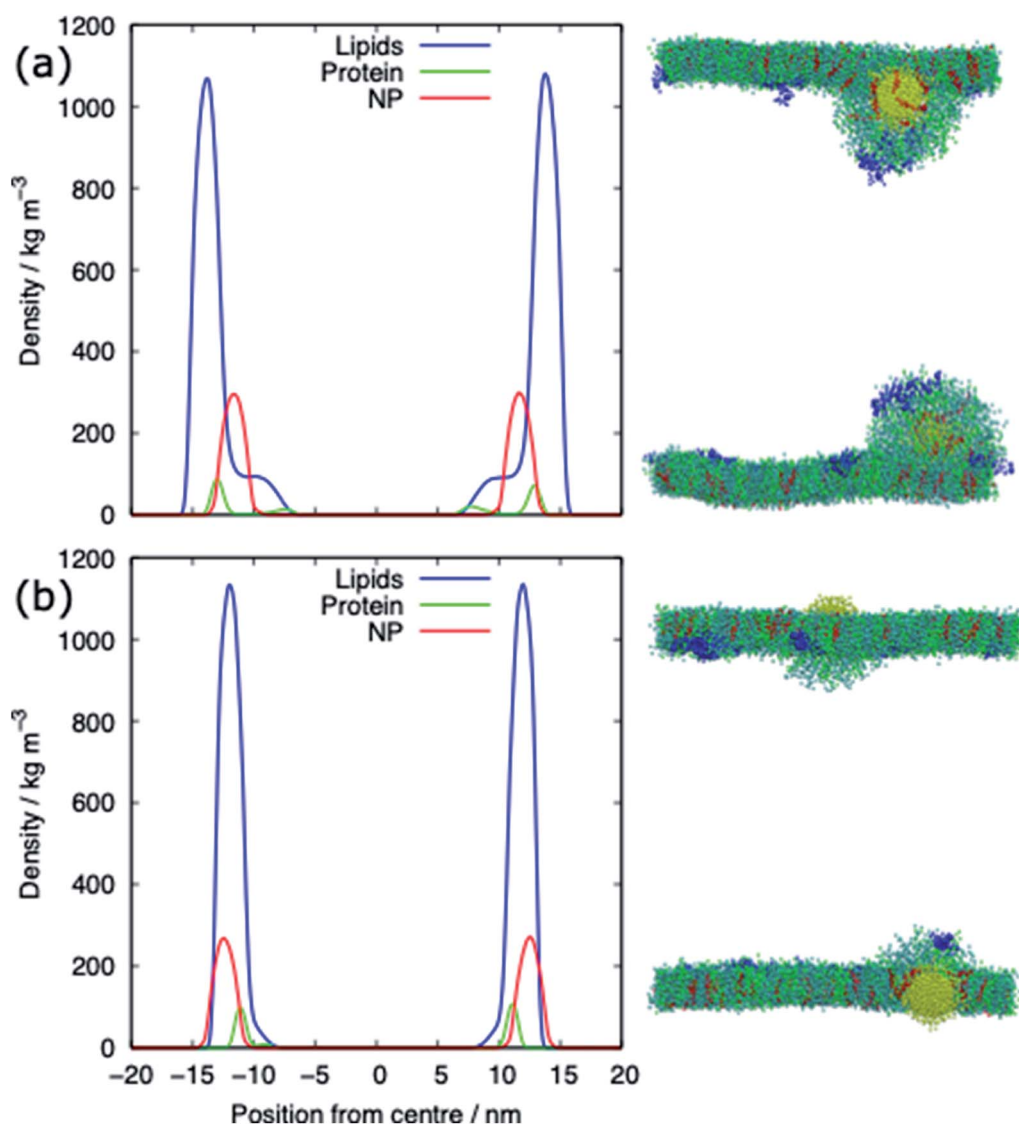 (a)
Density / kg m⁻³
1200
1000
800
600
400
200
0
Lipids
Protein
NP
(b)
Density / kg m⁻³
1200
1000
800
600
400
200
0
Lipids
Protein
NP
−20 −15 −10 −5 0 5 10 15 20
Position from centre / nm